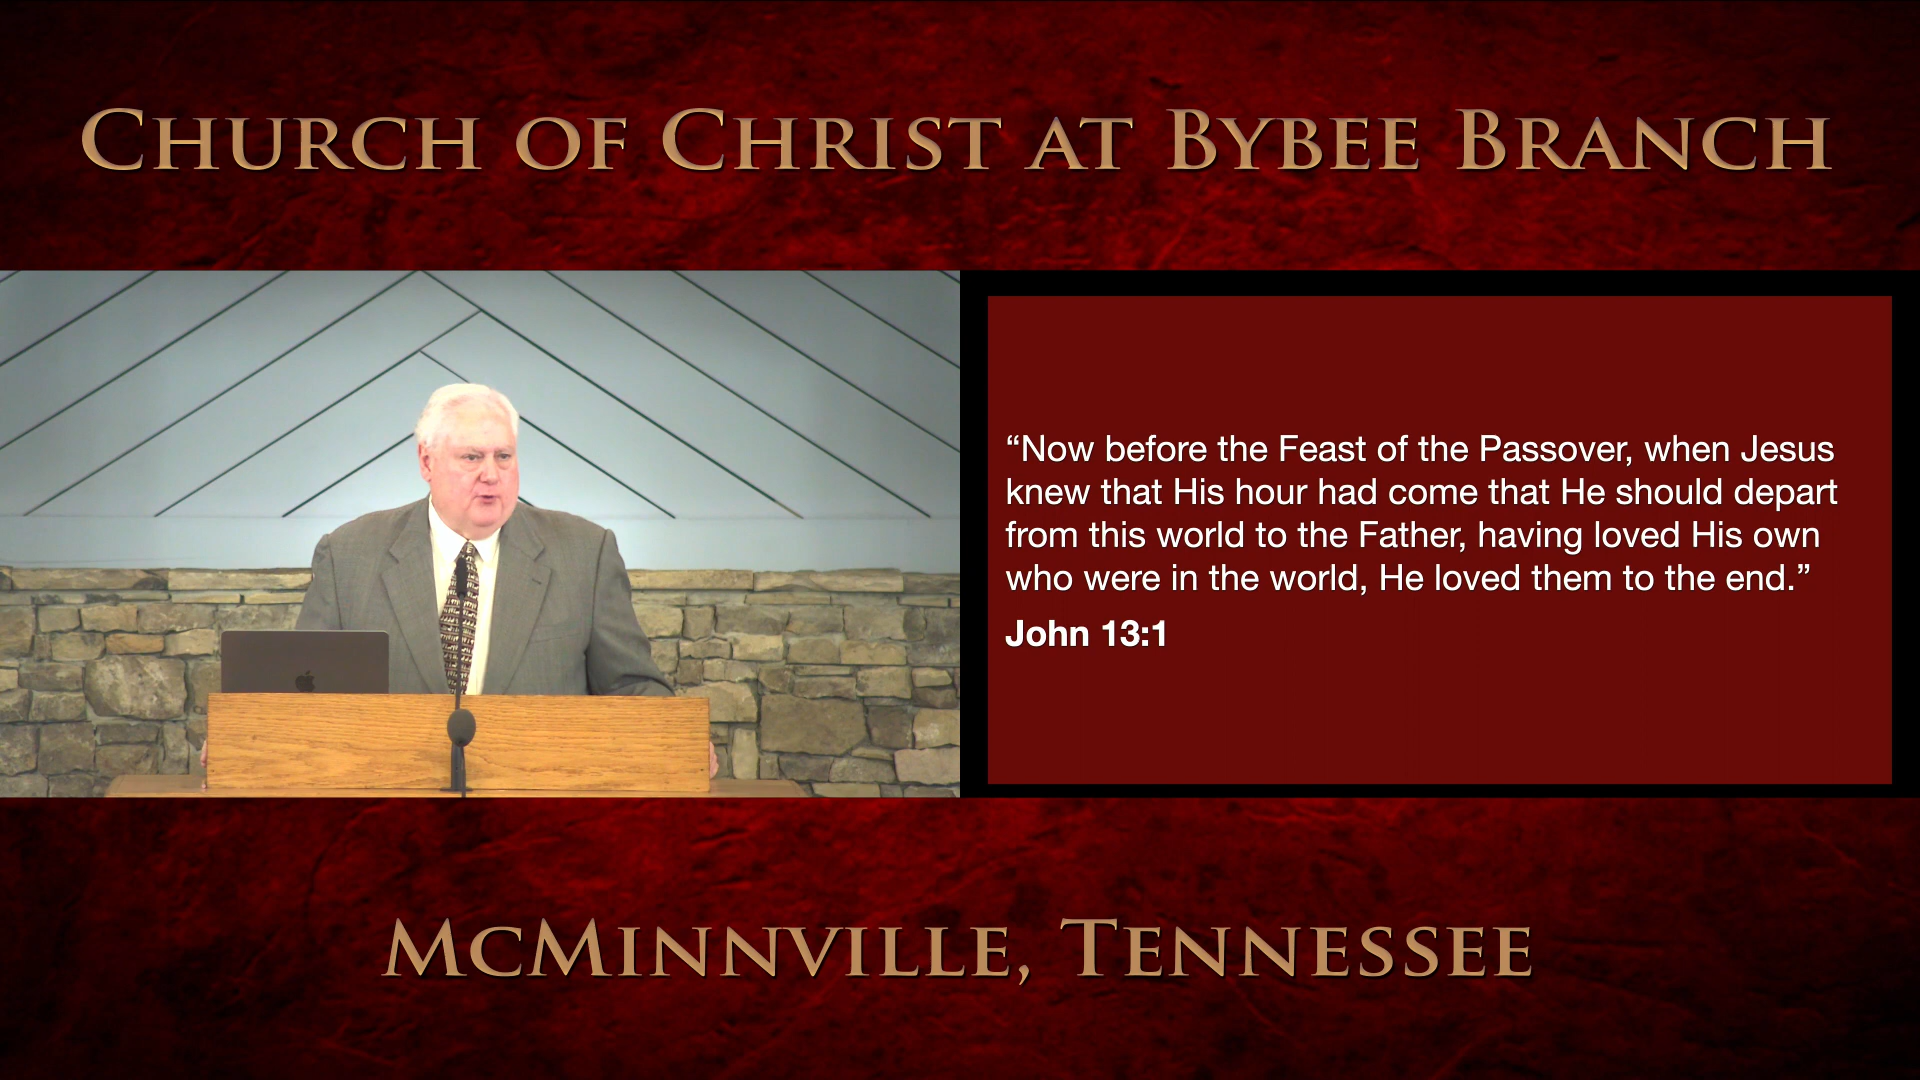 CHURCH OF CHRIST AT BYBEE BRANCH
“Now before the Feast of the Passover, when Jesus
knew that His hour had come that He should depart
from this world to the Father, having loved His own
who were in the world, He loved them to the end.”
John 13:1
MCMINNVILLE, TENNESSEE